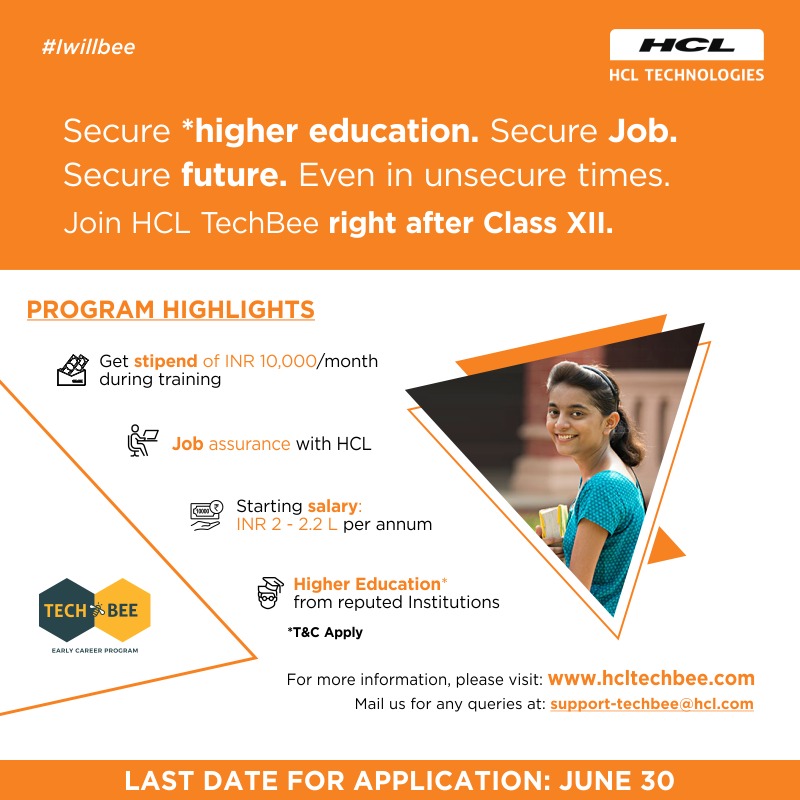 #Iwillbee
HCL
HCL TECHNOLOGIES
Secure *higher education. Secure Job.
Secure future. Even in unsecure times.
Join HCL TechBee right after Class XII.
PROGRAM HIGHLIGHTS
Get stipend of INR 10,000/month
during training
Job assurance with HCL
10000 ₹
Starting salary:
INR 2 - 2.2 L per annum
Higher Education*
from reputed Institutions
*T&C Apply
TECH BEE
EARLY CAREER PROGRAM
For more information, please visit: www.hcltechbee.com
Mail us for any queries at: support-techbee@hcl.com
LAST DATE FOR APPLICATION: JUNE 30